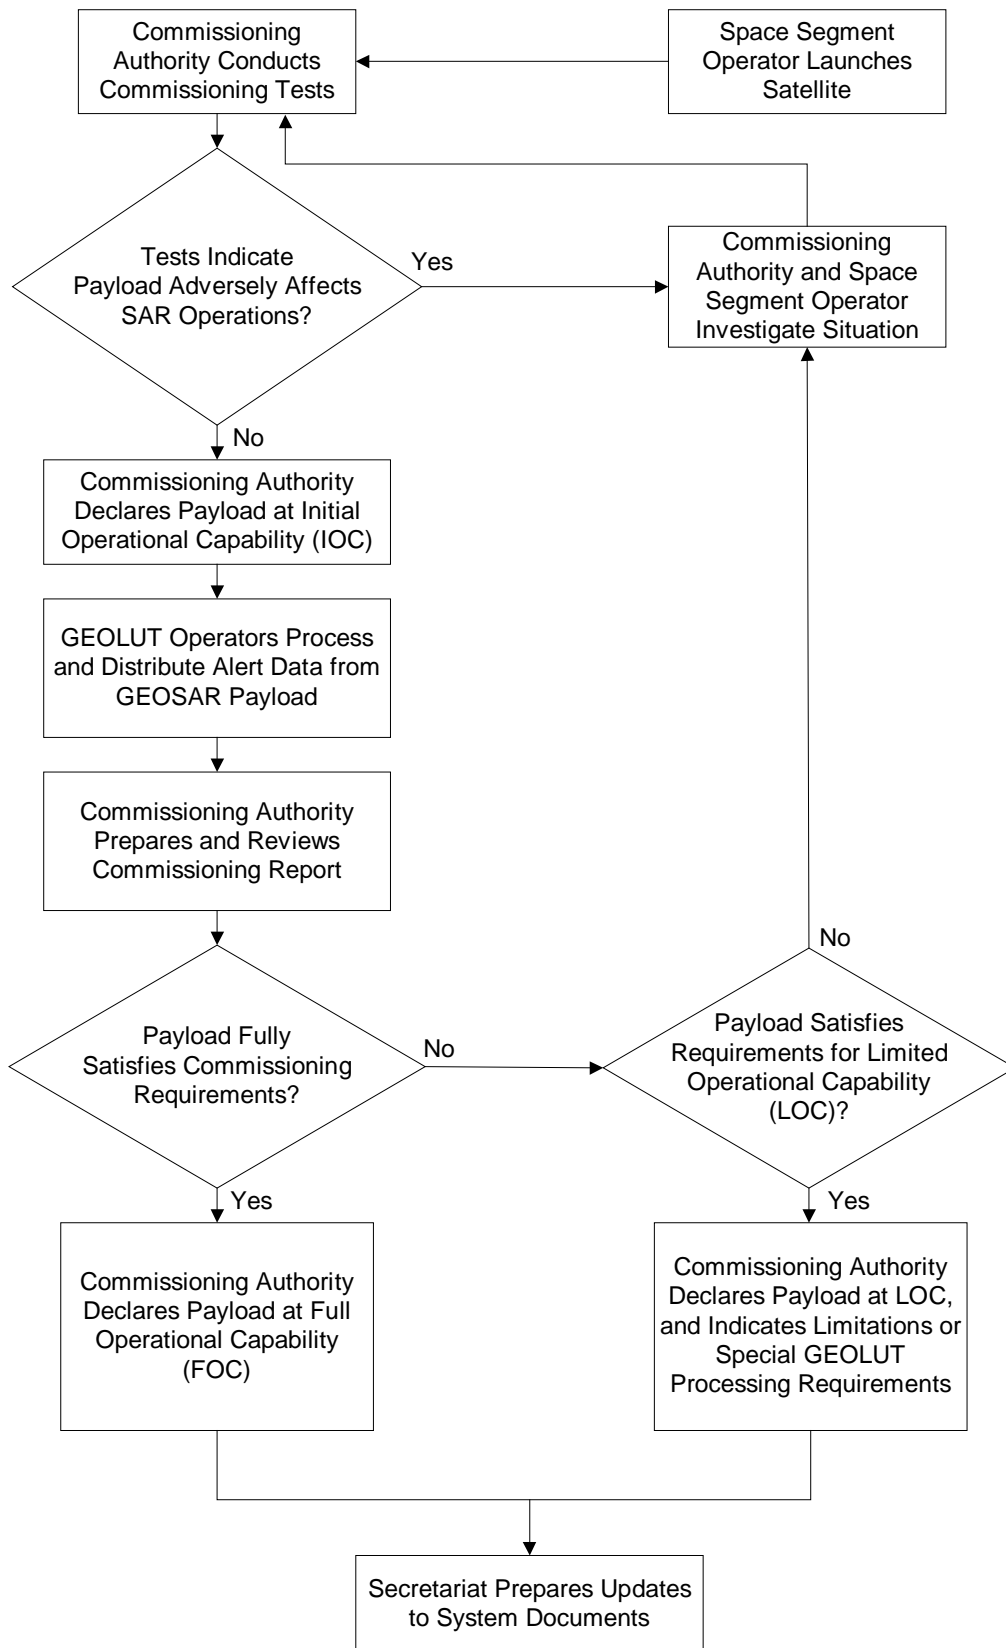 Commissioning
Authority Conducts
Commissioning Tests
Space Segment
Operator Launches
Satellite
Tests Indicate
Payload Adversely Affects
SAR Operations?
Yes
Commissioning
Authority and Space
Segment Operator
Investigate Situation
No
Commissioning Authority
Declares Payload at Initial
Operational Capability (IOC)
GEOLUT Operators Process
and Distribute Alert Data from
GEOSAR Payload
Commissioning Authority
Prepares and Reviews
Commissioning Report
Payload Fully
Satisfies Commissioning
Requirements?
No
No
Payload Satisfies
Requirements for Limited
Operational Capability
(LOC)?
Yes
Yes
Commissioning Authority
Declares Payload at Full
Operational Capability
(FOC)
Commissioning Authority
Declares Payload at LOC,
and Indicates Limitations or
Special GEOLUT
Processing Requirements
Secretariat Prepares Updates
to System Documents